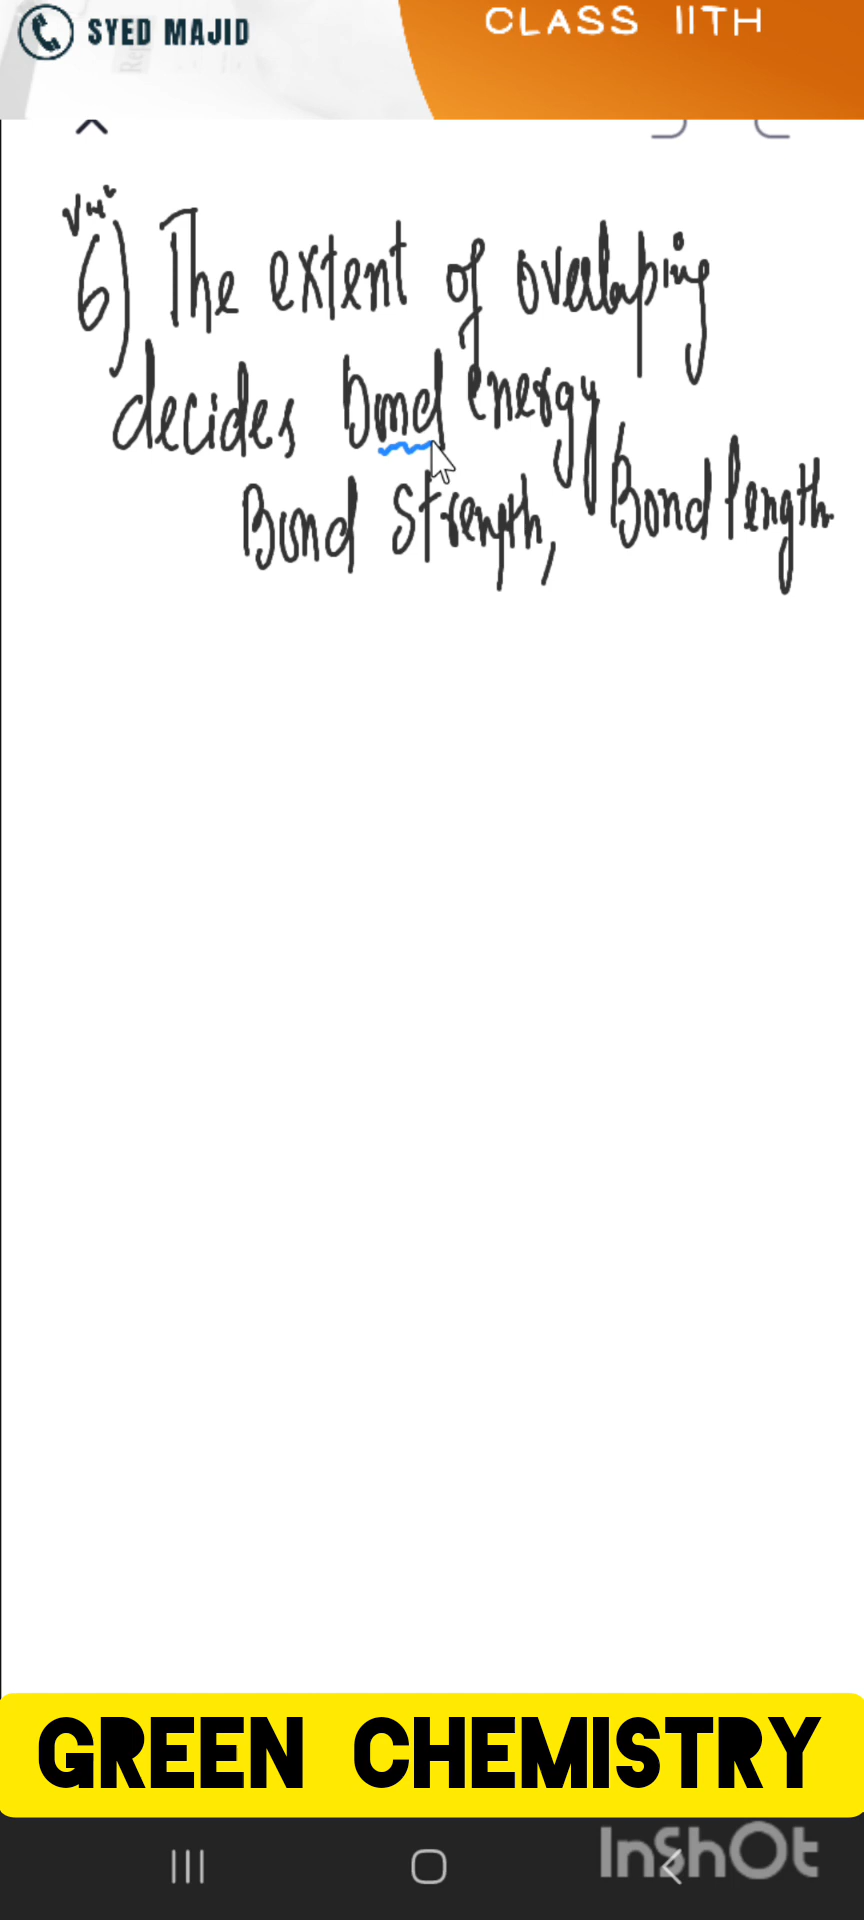 SYED MAJID
CLASS 11TH
V.imp
6) The extent of overlaping
decides bond energy,
Bond strength, Bond length.
GREEN CHEMISTRY
InShOt